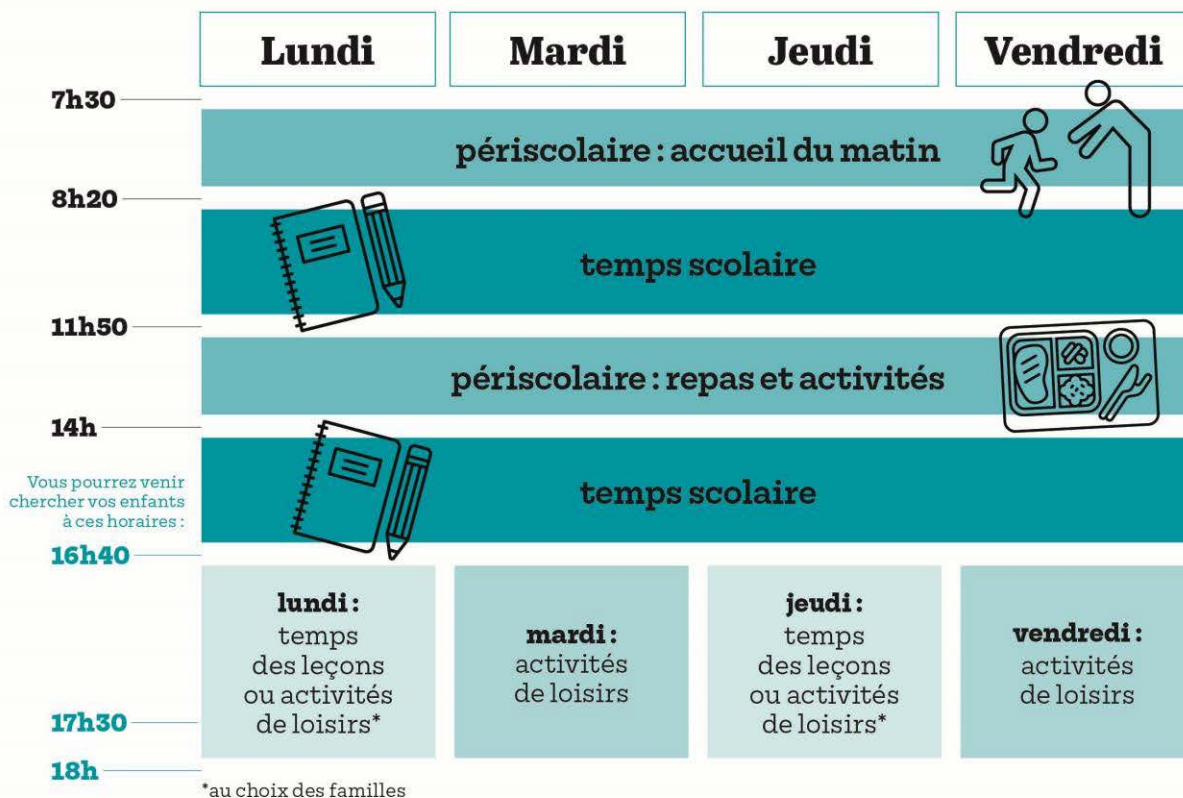 Lundi
Mardi
Jeudi
Vendredi
7h30
périscolaire : accueil du matin
8h20
temps scolaire
11h50
périscolaire : repas et activités
14h
temps scolaire
Vous pourrez venir
chercher vos enfants
à ces horaires :
16h40
lundi :
temps
des leçons
ou activités
de loisirs*
mardi :
activités
de loisirs
jeudi :
temps
des leçons
ou activités
de loisirs*
vendredi :
activités
de loisirs
17h30
18h
*au choix des familles